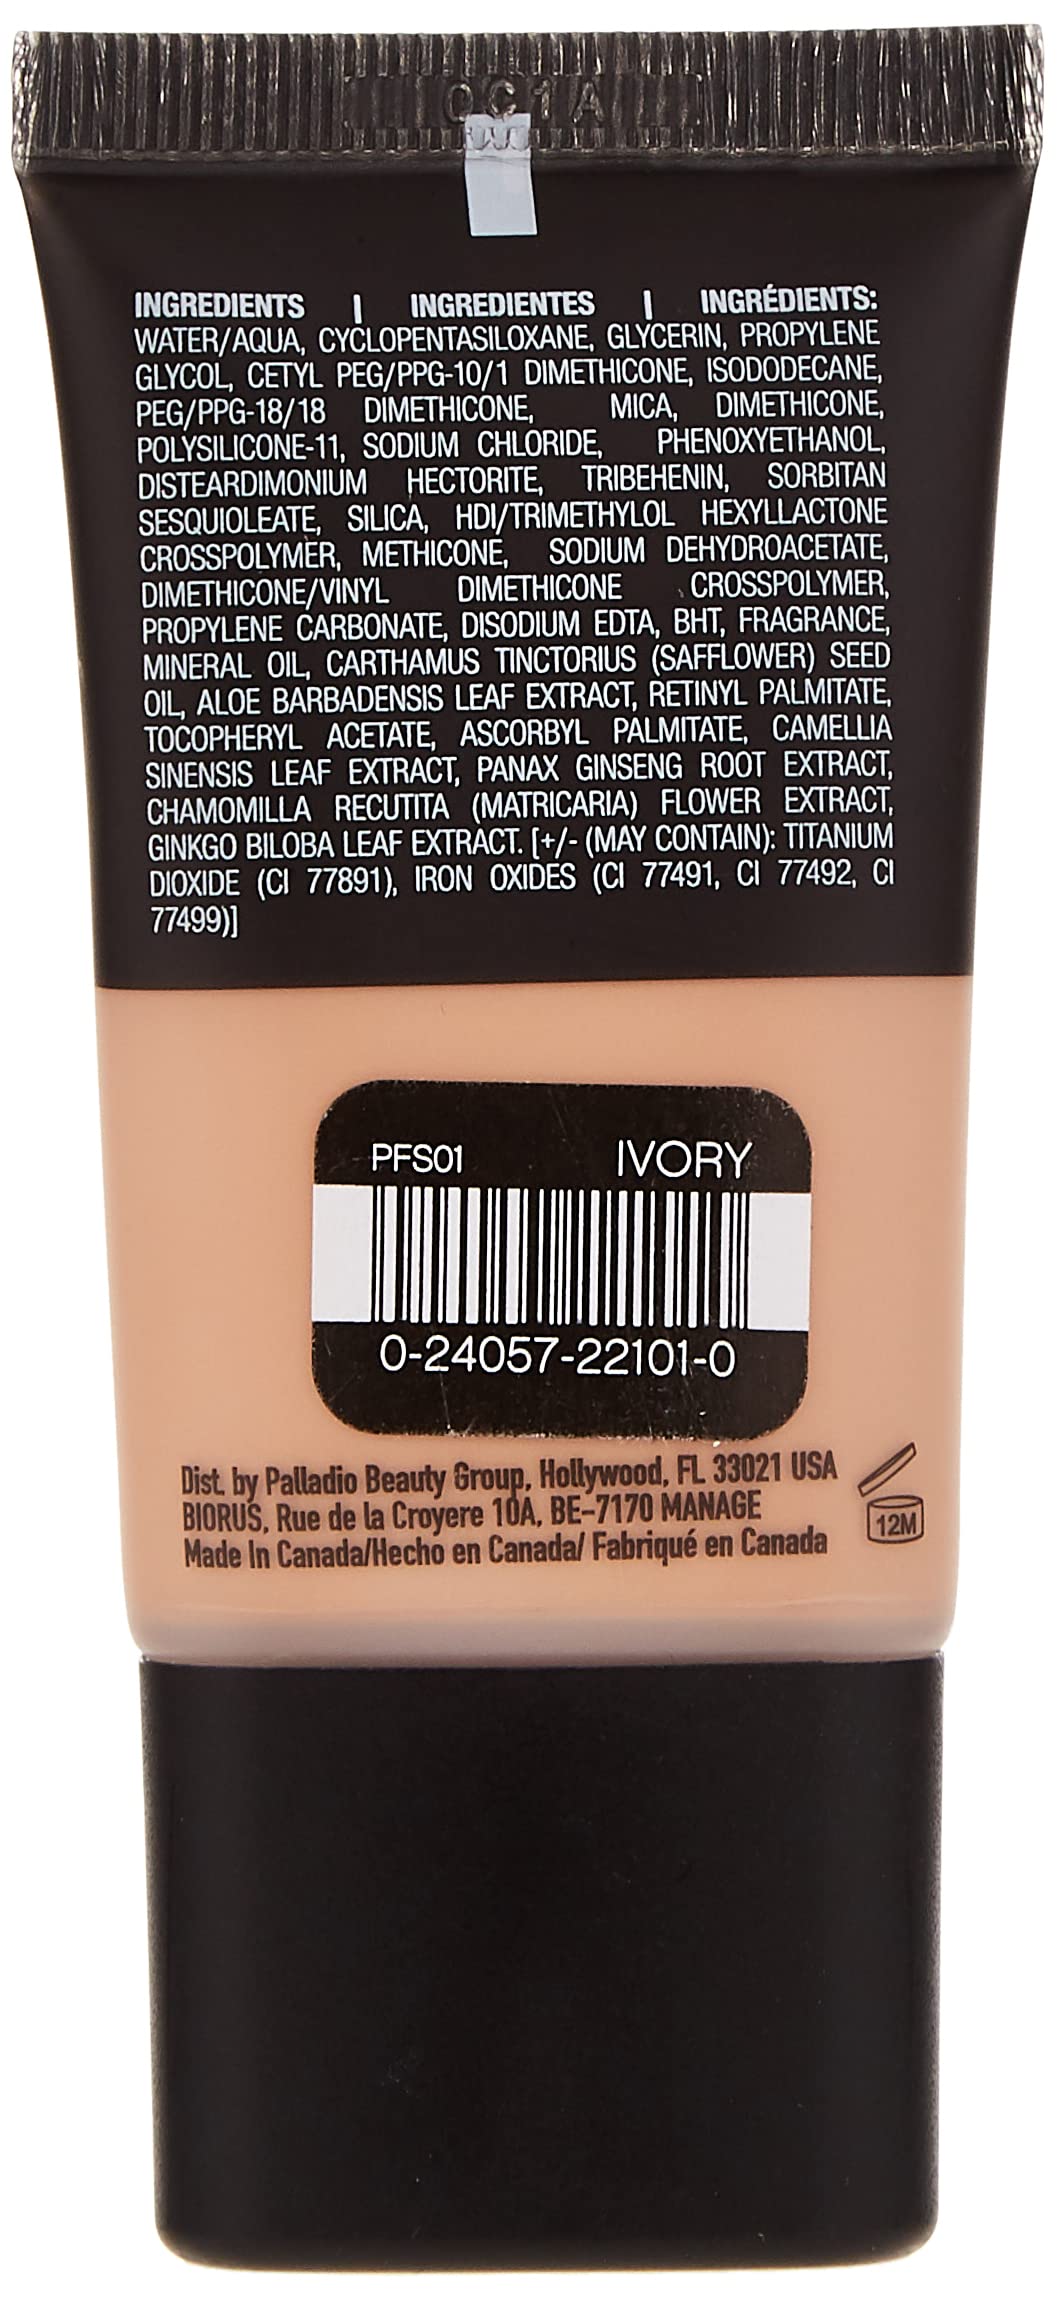 0C1A
INGREDIENTS | INGREDIENTES | INGRÉDIENTS:
WATER/AQUA, CYCLOPENTASILOXANE, GLYCERIN, PROPYLENE
GLYCOL, CETYL PEG/PPG-10/1 DIMETHICONE, ISODODECANE,
PEG/PPG-18/18 DIMETHICONE, MICA, DIMETHICONE,
POLYSILICONE-11, SODIUM CHLORIDE, PHENOXYETHANOL,
DISTEARDIMONIUM HECTORITE, TRIBEHENIN, SORBITAN
SESQUIOLEATE, SILICA, HDI/TRIMETHYLOL HEXYLLACTONE
CROSSPOLYMER, METHICONE, SODIUM DEHYDROACETATE,
DIMETHICONE/VINYL DIMETHICONE CROSSPOLYMER,
PROPYLENE CARBONATE, DISODIUM EDTA, BHT, FRAGRANCE,
MINERAL OIL, CARTHAMUS TINCTORIUS (SAFFLOWER) SEED
OIL, ALOE BARBADENSIS LEAF EXTRACT, RETINYL PALMITATE,
TOCOPHERYL ACETATE, ASCORBYL PALMITATE, CAMELLIA
SINENSIS LEAF EXTRACT, PANAX GINSENG ROOT EXTRACT,
CHAMOMILLA RECUTITA (MATRICARIA) FLOWER EXTRACT,
GINKGO BILOBA LEAF EXTRACT. [+/- (MAY CONTAIN): TITANIUM
DIOXIDE (CI 77891), IRON OXIDES (CI 77491, CI 77492, CI
77499)]
PFS01 IVORY
0-24057-22101-0
Dist. by Palladio Beauty Group, Hollywood, FL 33021 USA
BIORUS, Rue de la Croyere 10A, BE-7170 MANAGE
Made In Canada/Hecho en Canada/ Fabriqué en Canada
12M